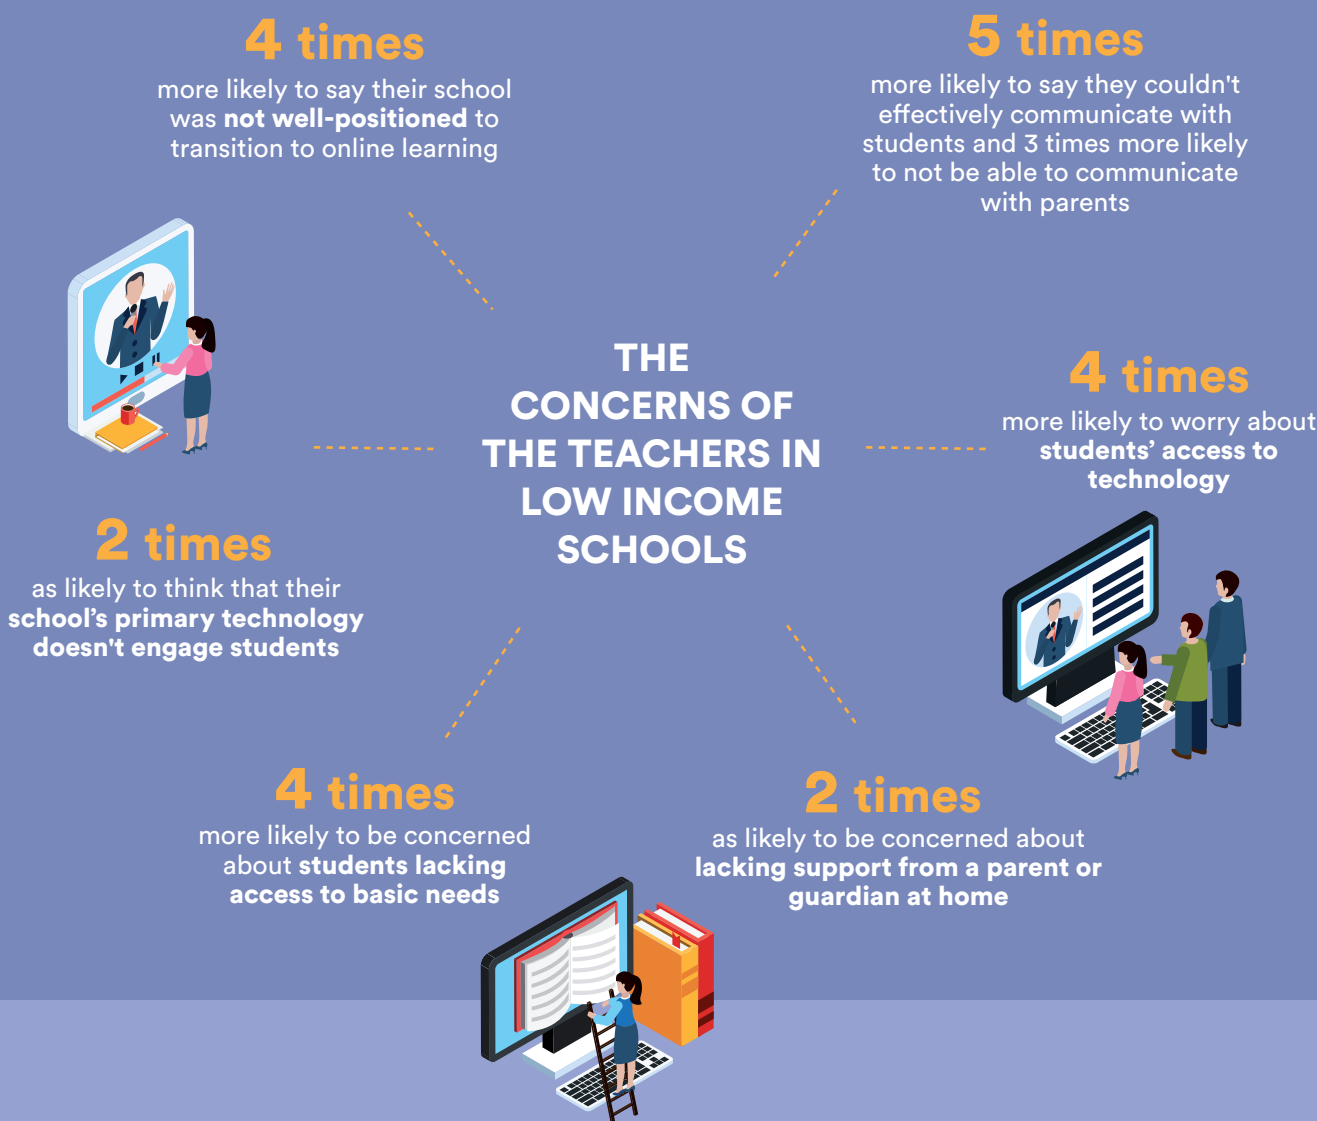 4 times
more likely to say their school
was not well-positioned to
transition to online learning
5 times
more likely to say they couldn't
effectively communicate with
students and 3 times more likely
to not be able to communicate
with parents
THE
CONCERNS OF
THE TEACHERS IN
LOW INCOME
SCHOOLS
4 times
more likely to worry about
students’ access to
technology
2 times
as likely to think that their
school’s primary technology
doesn't engage students
4 times
more likely to be concerned
about students lacking
access to basic needs
2 times
as likely to be concerned about
lacking support from a parent or
guardian at home